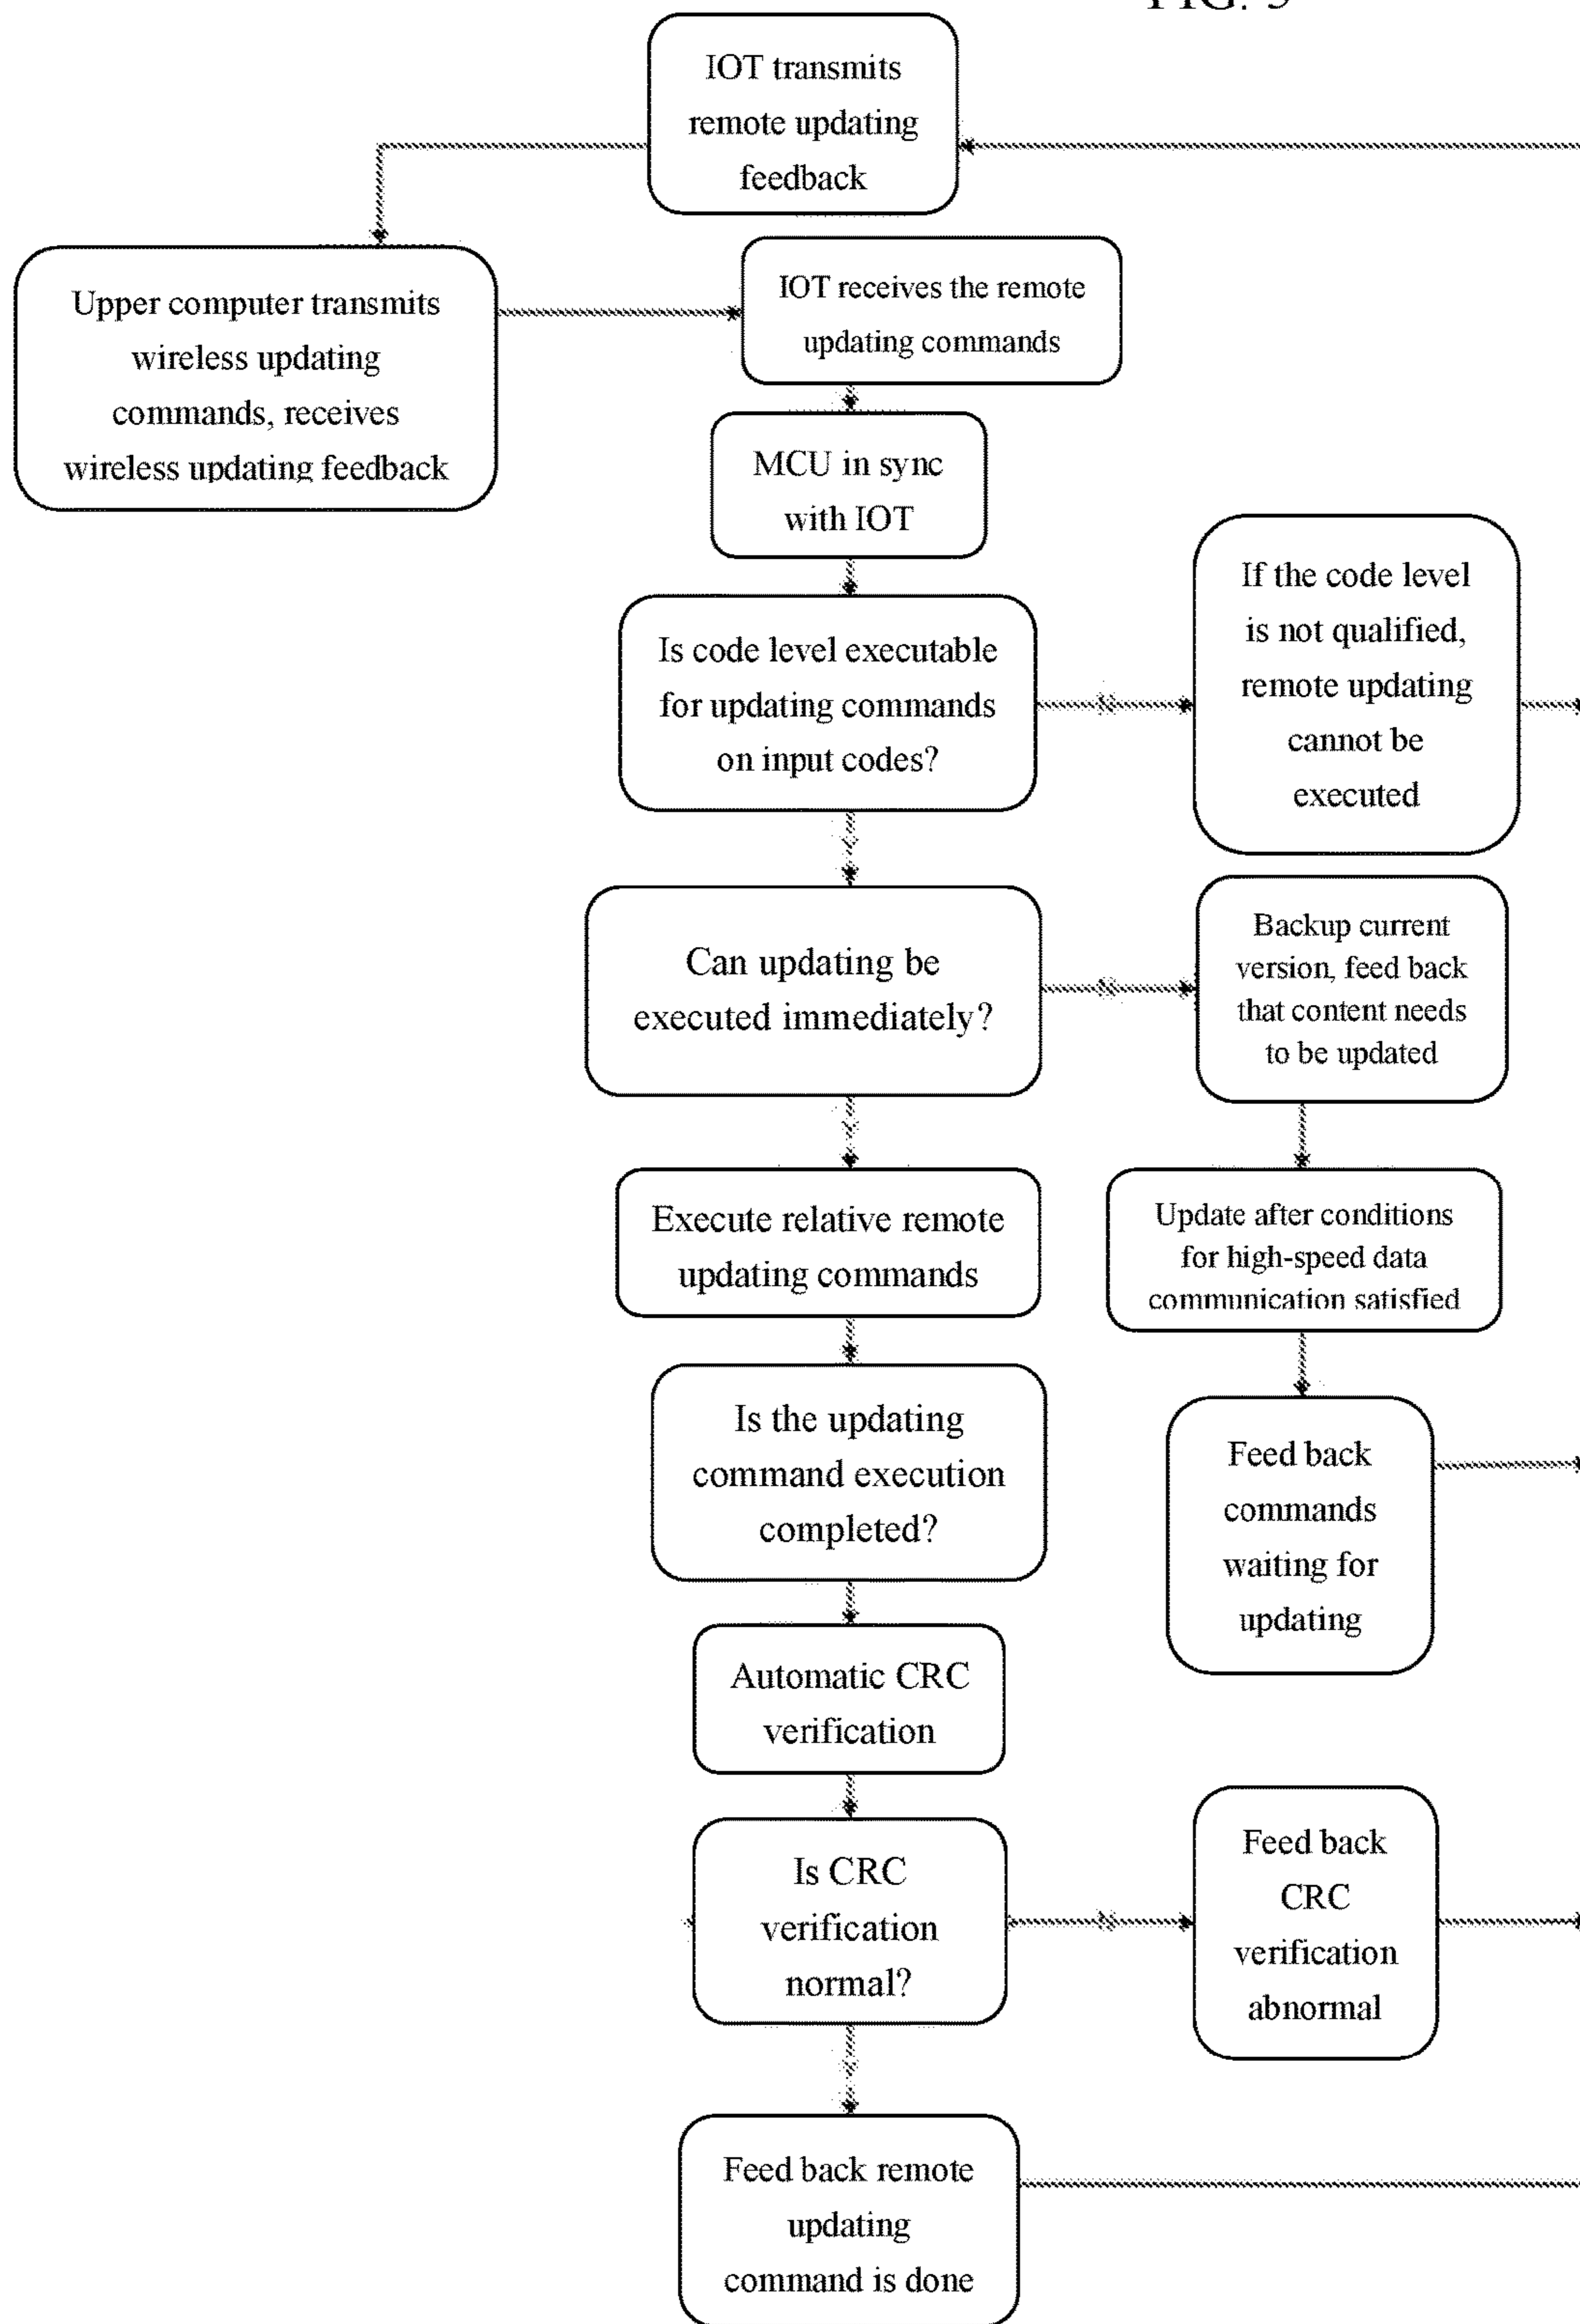 FIG. 5
IOT transmits
remote updating
feedback
Upper computer transmits
wireless updating
commands, receives
wireless updating feedback
IOT receives the remote
updating commands
MCU in sync
with IOT
Is code level executable
for updating commands
on input codes?
N
If the code level
is not qualified,
remote updating
cannot be
executed
Y
Can updating be
executed immediately?
N
Backup current
version, feed back
that content needs
to be updated
Y
Execute relative remote
updating commands
Update after conditions
for high-speed data
communication satisfied
Is the updating
command execution
completed?
Feed back
commands
waiting for
updating
Automatic CRC
verification
Is CRC
verification
normal?
N
Feed back
CRC
verification
abnormal
Y
Feed back remote
updating
command is done